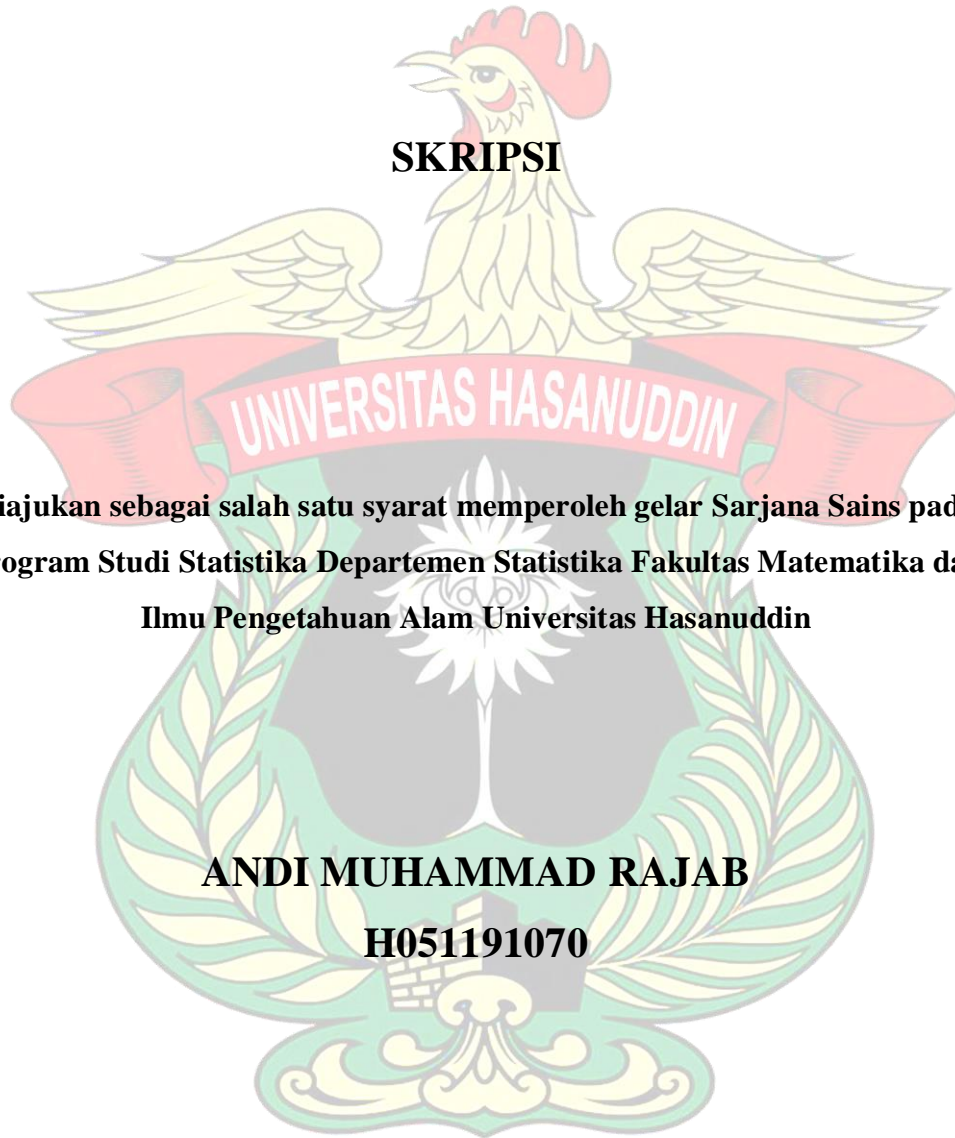 SKRIPSI
UNIVERSITAS HASANUDDIN
iajukan sebagai salah satu syarat memperoleh gelar Sarjana Sains pad
rogram Studi Statistika Departemen Statistika Fakultas Matematika da
Ilmu Pengetahuan Alam Universitas Hasanuddin
ANDI MUHAMMAD RAJAB
H051191070